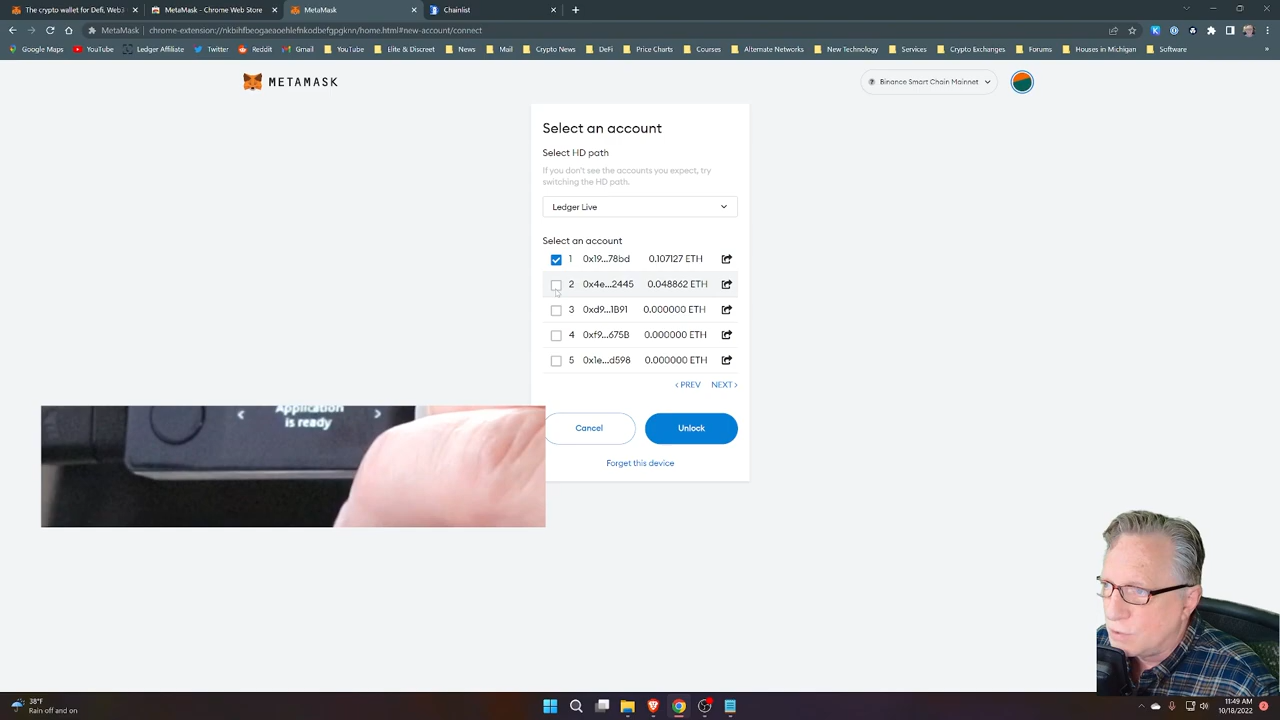 The crypto wallet for Defi, Web3
MetaMask - Chrome Web Store
MetaMask
Chainlist
MetaMask | chrome-extension://nkbihfbeogaeaoehlefnkodbefgpgknn/home.html#new-account/connect
Google Maps
YouTube
Ledger Affiliate
Twitter
Reddit
Gmail
YouTube
Elite & Discreet
News
Mail
Crypto News
DeFi
Price Charts
Courses
Alternate Networks
New Technology
Services
Crypto Exchanges
Forums
Houses in Michigan
Software
METAMASK
Binance Smart Chain Mainnet
Select an account
Select HD path
If you don't see the accounts you expect, try
switching the HD path.
Ledger Live
Select an account
1 0x19...78bd 0.107127 ETH
2 0x4e...2445 0.048862 ETH
3 0xd9...1B91 0.000000 ETH
4 0xf9...675B 0.000000 ETH
5 0x1e...d598 0.000000 ETH
< PREV NEXT >
Cancel
Unlock
Forget this device
Application
is ready
38°F
Rain off and on
11:49 AM
10/18/2022